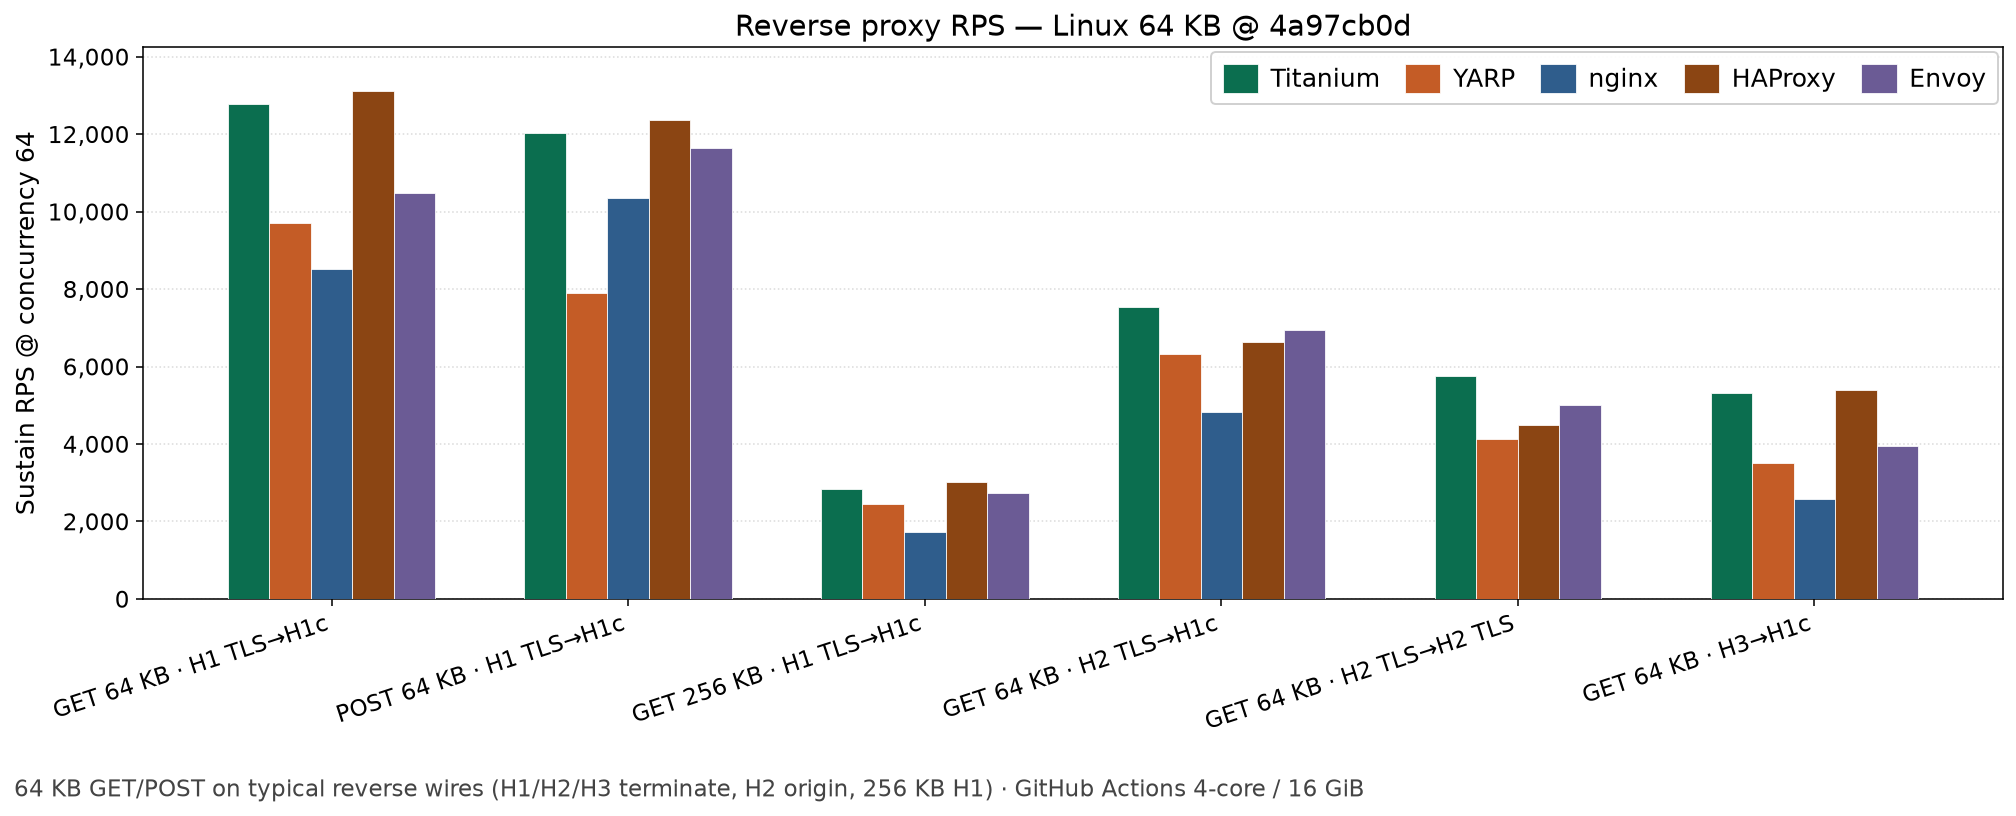 Reverse proxy RPS — Linux 64 KB @ 4a97cb0d
Titanium
YARP
nginx
HAProxy
Envoy
Sustain RPS @ concurrency 64
14,000
12,000
10,000
8,000
6,000
4,000
2,000
0
GET 64 KB · H1 TLS→H1c
POST 64 KB · H1 TLS→H1c
GET 256 KB · H1 TLS→H1c
GET 64 KB · H2 TLS→H1c
GET 64 KB · H2 TLS→H2 TLS
GET 64 KB · H3→H1c
64 KB GET/POST on typical reverse wires (H1/H2/H3 terminate, H2 origin, 256 KB H1) · GitHub Actions 4-core / 16 GiB